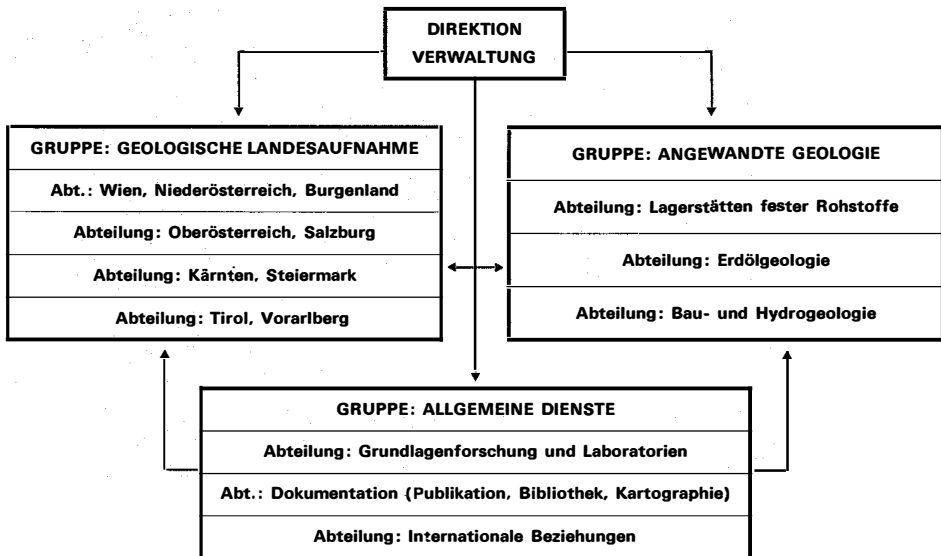 DIREKTION
VERWALTUNG
GRUPPE: GEOLOGISCHE LANDESAUFNAHME
Abt.: Wien, Niederösterreich, Burgenland
Abteilung: Oberösterreich, Salzburg
Abteilung: Kärnten, Steiermark
Abteilung: Tirol, Vorarlberg
GRUPPE: ANGEWANDTE GEOLOGIE
Abteilung: Lagerstätten fester Rohstoffe
Abteilung: Erdölgeologie
Abteilung: Bau- und Hydrogeologie
GRUPPE: ALLGEMEINE DIENSTE
Abteilung: Grundlagenforschung und Laboratorien
Abt.: Dokumentation (Publikation, Bibliothek, Kartographie)
Abteilung: Internationale Beziehungen